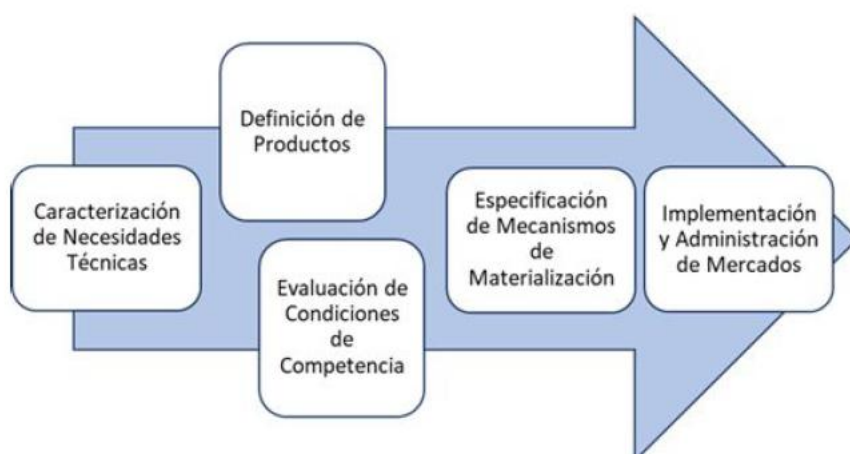 Caracterización
de Necesidades
Técnicas
Definición de
Productos
Evaluación de
Condiciones
de
Competencia
Especificación
de Mecanismos
de
Materialización
Implementación
y Administración
de Mercados